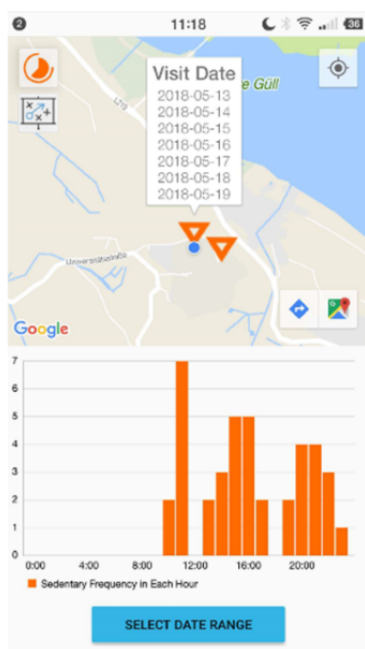 2
11:18
36
Visit Date
2018-05-13
2018-05-14
2018-05-15
2018-05-16
2018-05-17
2018-05-18
2018-05-19
e Güll
L219
Universitätsstraße
Google
7
6
5
4
3
2
1
0
0:00 4:00 8:00 12:00 16:00 20:00
Sedentary Frequency in Each Hour
SELECT DATE RANGE